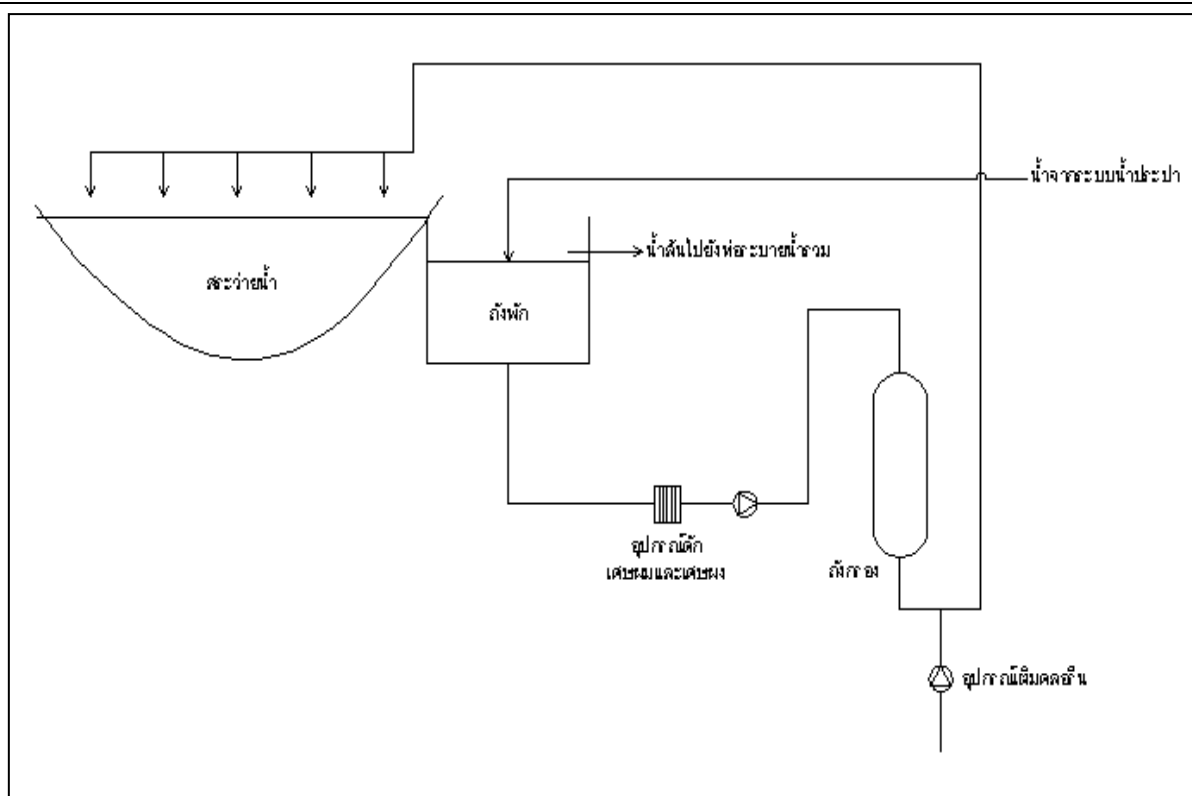 น้ำจากระบบน้ำประปา
น้ำล้นไปยังท่อระบายน้ำรวม
สระว่ายน้ำ
ถังพัก
อุปกรณ์ดัก
เศษผมและเศษผง
ถังกรอง
อุปกรณ์เติมคลอรีน